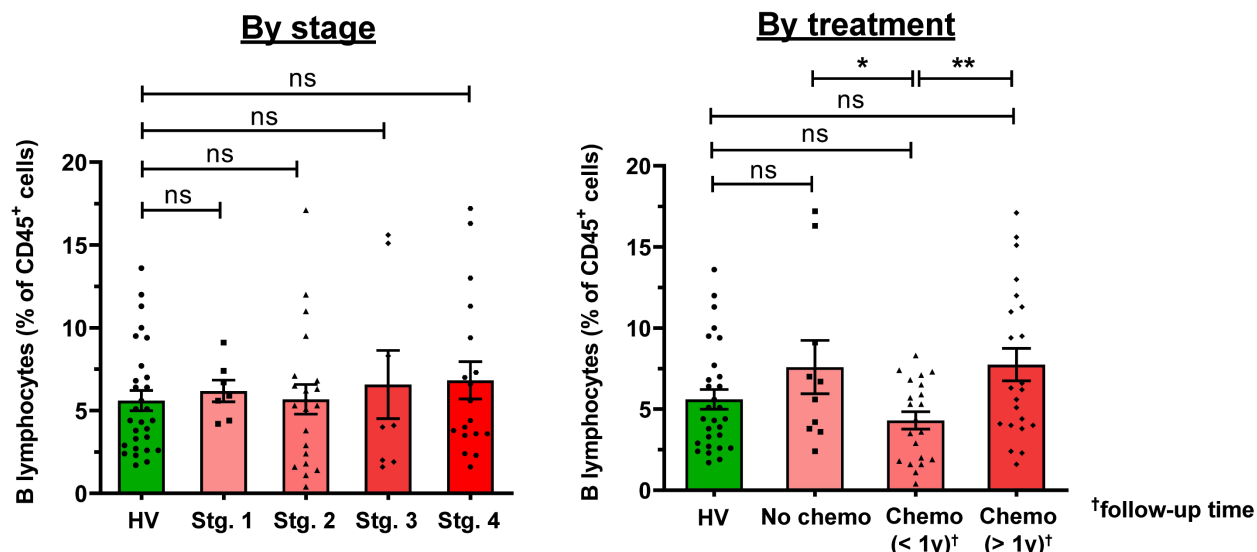 By stage
ns
ns
ns
ns
B lymphocytes (% of CD45+ cells)
20
15
10
5
0
HV
Stg. 1
Stg. 2
Stg. 3
Stg. 4
By treatment
*
**
ns
ns
ns
B lymphocytes (% of CD45+ cells)
20
15
10
5
0
HV
No chemo
Chemo
(< 1y)†
Chemo
(> 1y)†
†follow-up time